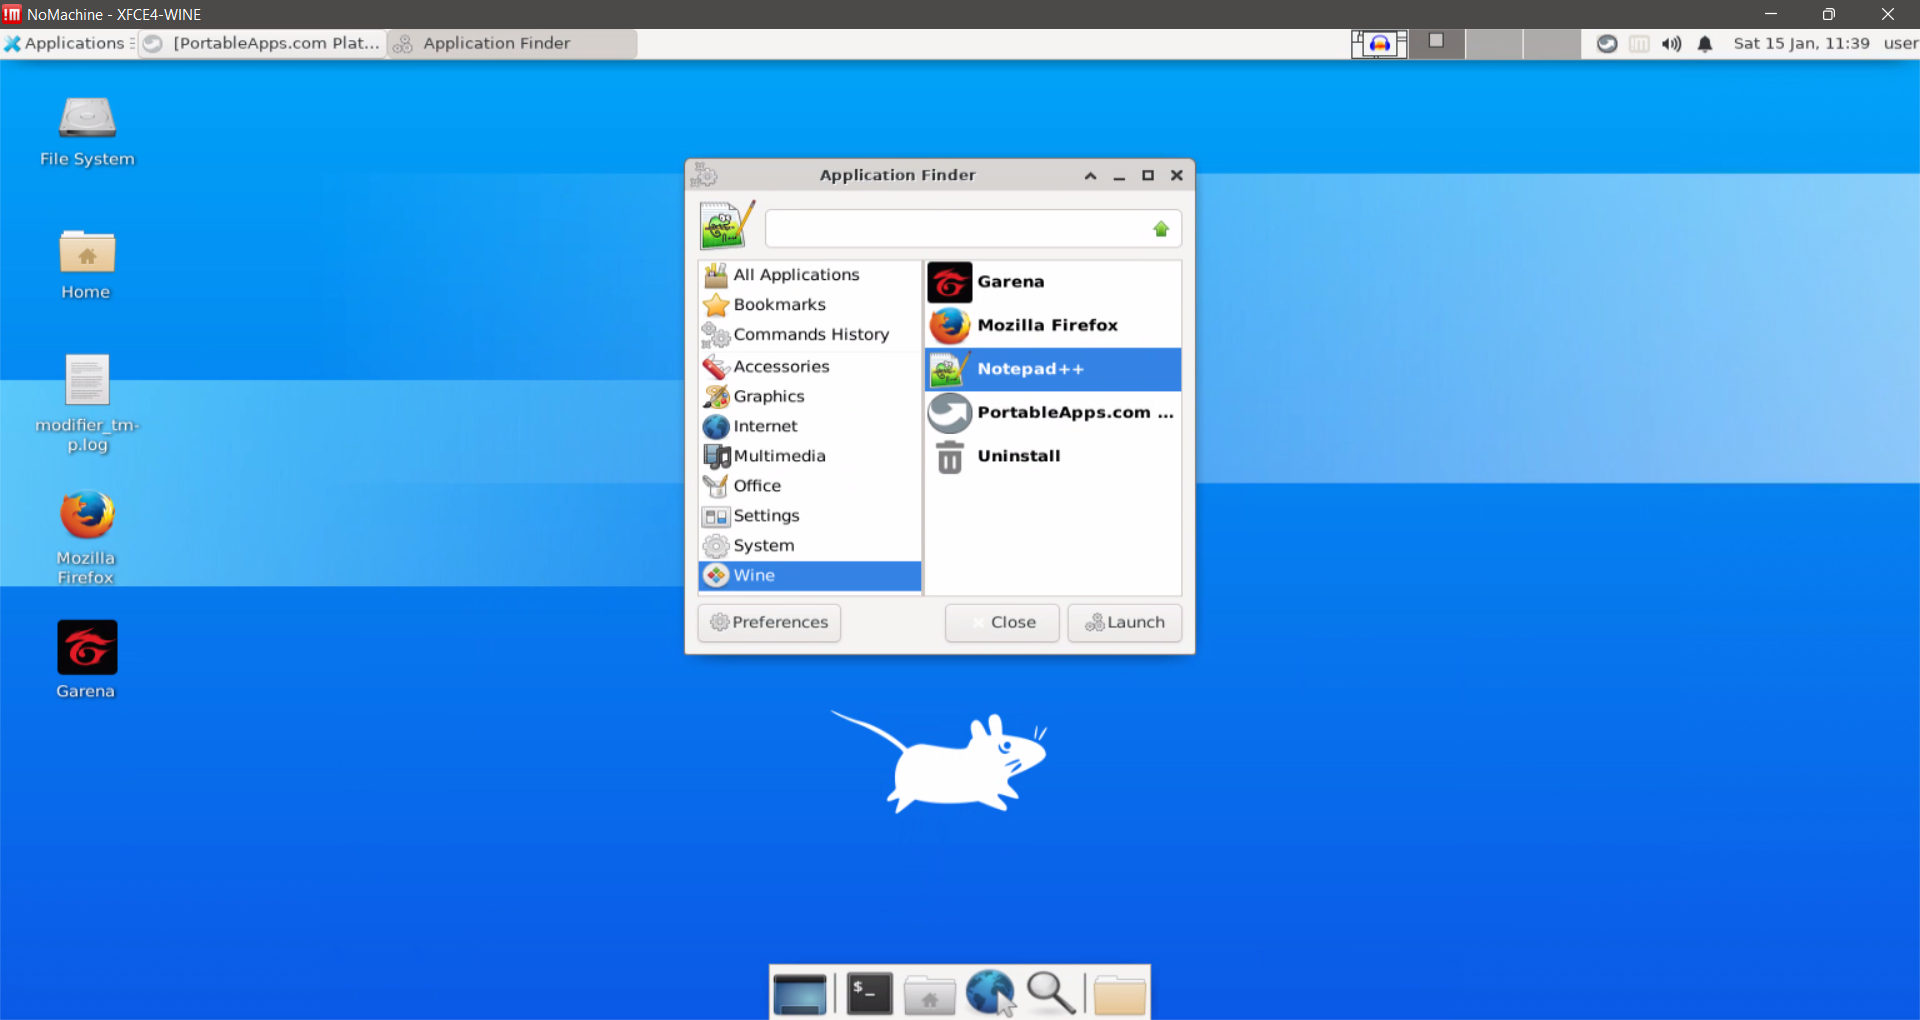 NoMachine - XFCE4-WINE
Applications
[PortableApps.com Plat...
Application Finder
Sat 15 Jan, 11:39
user
File System
Home
modifier_tm-
p.log
Mozilla
Firefox
Garena
Application Finder
All Applications
Bookmarks
Commands History
Accessories
Graphics
Internet
Multimedia
Office
Settings
System
Wine
Garena
Mozilla Firefox
Notepad++
PortableApps.com ...
Uninstall
Preferences
Close
Launch
$_